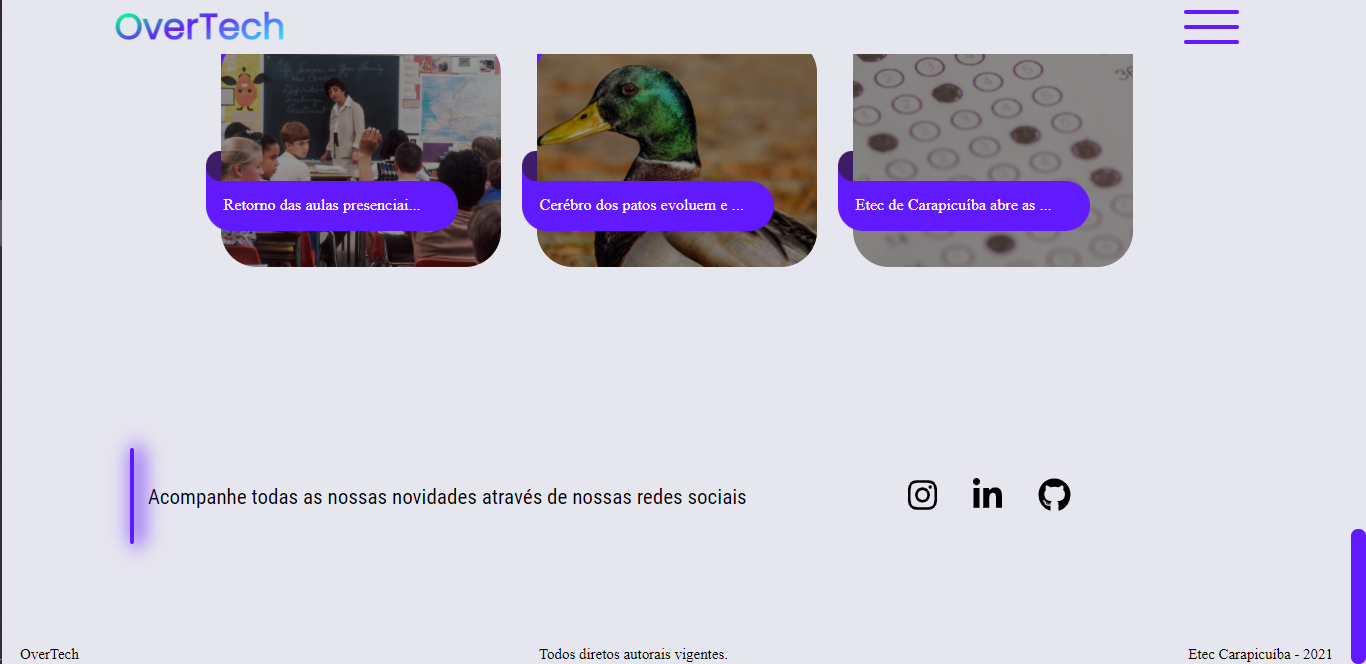 OverTech
Retorno das aulas presenciai...
Cerébro dos patos evoluem e ...
Etec de Carapicuíba abre as ...
Acompanhe todas as nossas novidades através de nossas redes sociais
in
OverTech
Todos diretos autorais vigentes.
Etec Carapicuíba - 2021